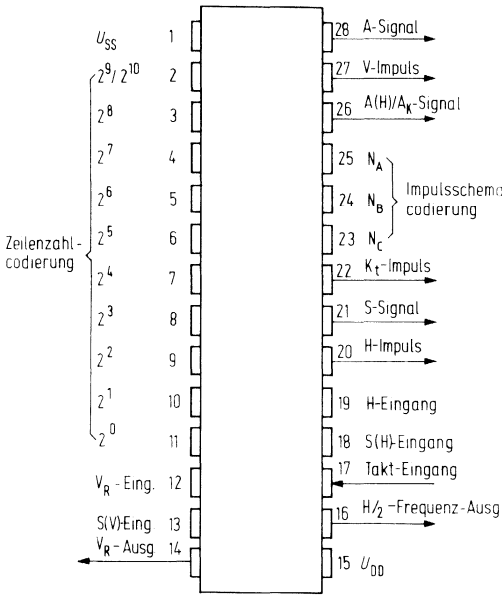 U_SS 1
2^9/2^10 2
2^8 3
2^7 4
2^6 5
2^5 6
2^4 7
2^3 8
2^2 9
2^1 10
2^0 11
V_R-Eing. 12
S(V)-Eing 13
V_R-Ausg 14
Zeilenzahl-
codierung
28 A-Signal
27 V-Impuls
26 A(H)/A_K-Signal
25 N_A
24 N_B
23 N_C
Impulsschema
codierung
22 K_t-Impuls
21 S-Signal
20 H-Impuls
19 H-Eingang
18 S(H)-Eingang
17 Takt-Eingang
16 H/2-Frequenz-Ausg
15 U_DD